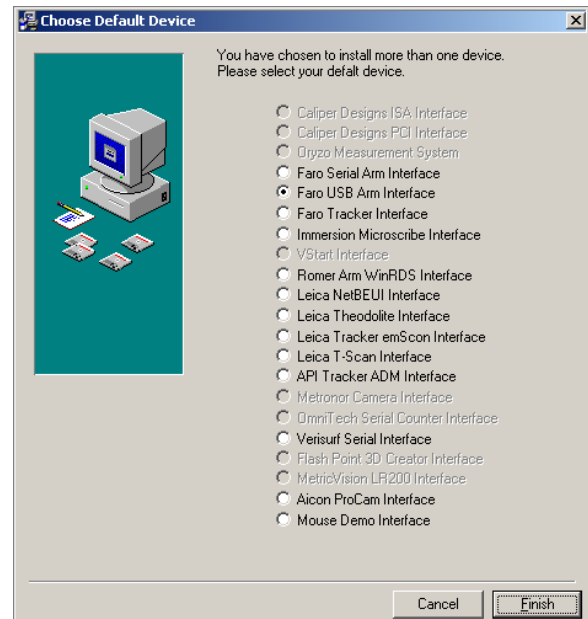 Choose Default Device
You have chosen to install more than one device.
Please select your defalt device.
Caliper Designs ISA Interface
Caliper Designs PCI Interface
Oryzo Measurement System
Faro Serial Arm Interface
Faro USB Arm Interface
Faro Tracker Interface
Immersion Microscribe Interface
VStart Interface
Romer Arm WinRDS Interface
Leica NetBEUI Interface
Leica Theodolite Interface
Leica Tracker emScon Interface
Leica T-Scan Interface
API Tracker ADM Interface
Metronor Camera Interface
OmniTech Serial Counter Interface
Verisurf Serial Interface
Flash Point 3D Creator Interface
MetricVision LR200 Interface
Aicon ProCam Interface
Mouse Demo Interface
Cancel Finish